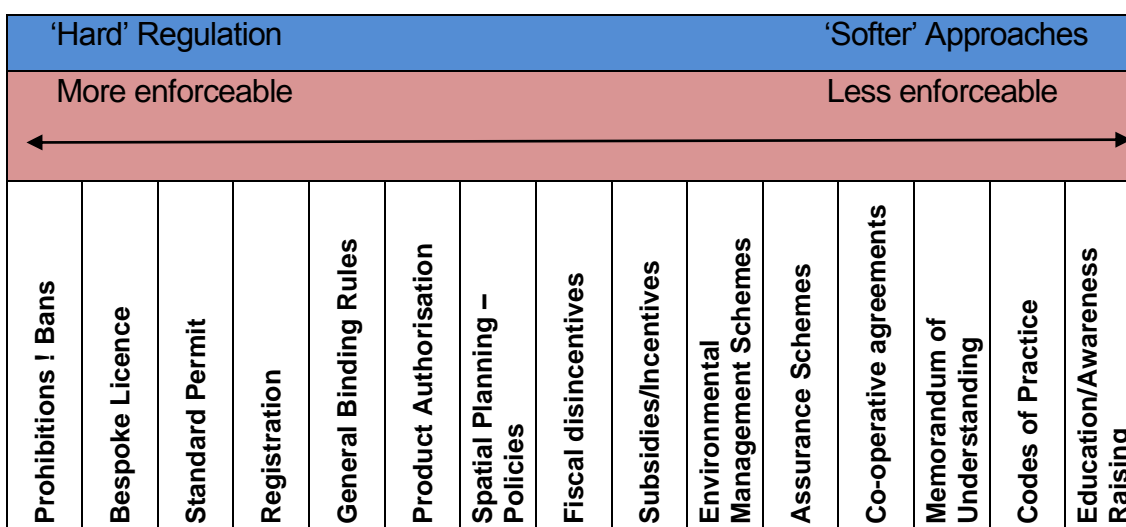 ‘Hard’ Regulation
‘Softer’ Approaches
More enforceable
Less enforceable
Prohibitions ! Bans
Bespoke Licence
Standard Permit
Registration
General Binding Rules
Product Authorisation
Spatial Planning –
Policies
Fiscal disincentives
Subsidies/Incentives
Environmental
Management Schemes
Assurance Schemes
Co-operative agreements
Memorandum of
Understanding
Codes of Practice
Education/Awareness
Raising